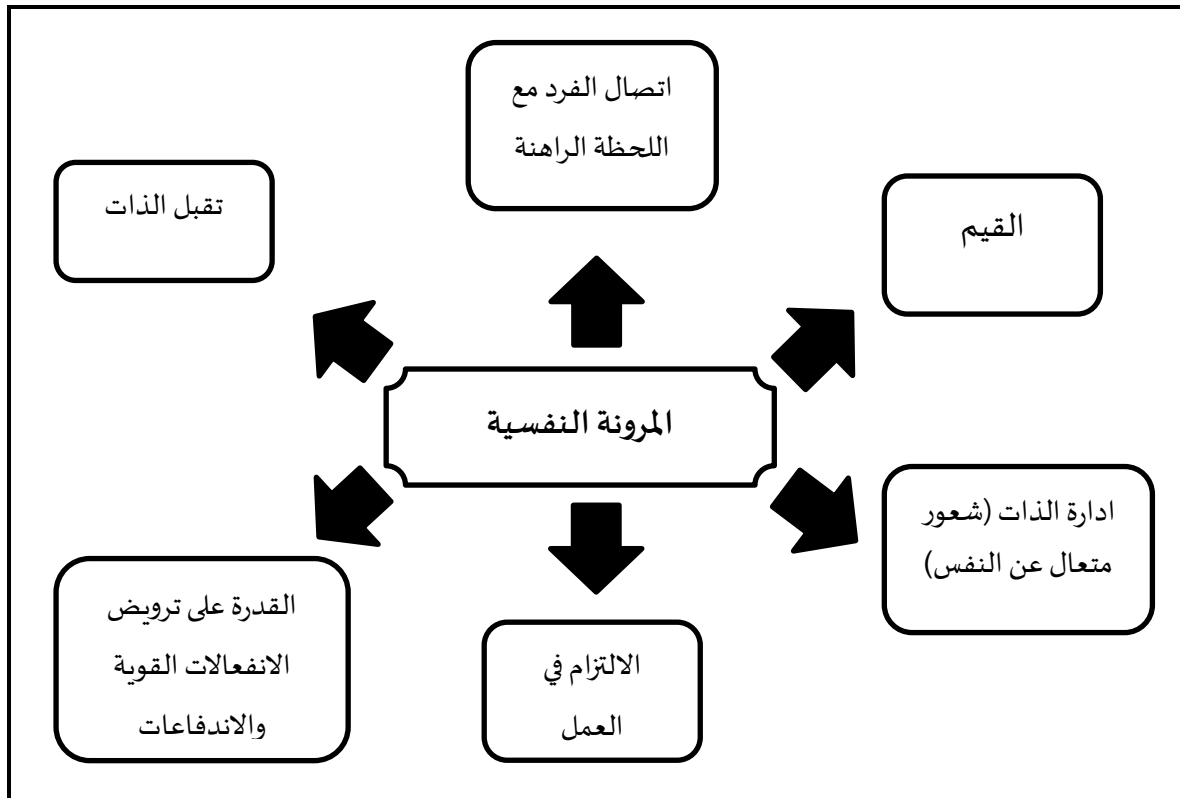 اتصال الفرد مع
اللحظة الراهنة
القيم
تقبل الذات
المرونة النفسية
ادارة الذات (شعور
متعال عن النفس)
القدرة على ترويض
الانفعالات القوية
والاندفاعات
الالتزام في
العمل